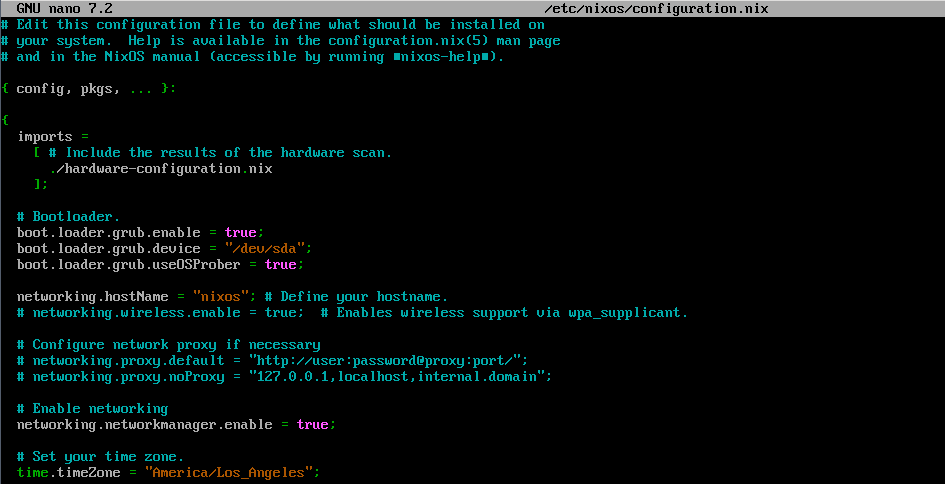 GNU nano 7.2 /etc/nixos/configuration.nix
# Edit this configuration file to define what should be installed on
# your system.  Help is available in the configuration.nix(5) man page
# and in the NixOS manual (accessible by running ■nixos-help■).

{ config, pkgs, ... }:

{
  imports =
    [ # Include the results of the hardware scan.
      ./hardware-configuration.nix
    ];

  # Bootloader.
  boot.loader.grub.enable = true;
  boot.loader.grub.device = "/dev/sda";
  boot.loader.grub.useOSProber = true;

  networking.hostName = "nixos"; # Define your hostname.
  # networking.wireless.enable = true;  # Enables wireless support via wpa_supplicant.

  # Configure network proxy if necessary
  # networking.proxy.default = "http://user:password@proxy:port/";
  # networking.proxy.noProxy = "127.0.0.1,localhost,internal.domain";

  # Enable networking
  networking.networkmanager.enable = true;

  # Set your time zone.
  time.timeZone = "America/Los_Angeles";